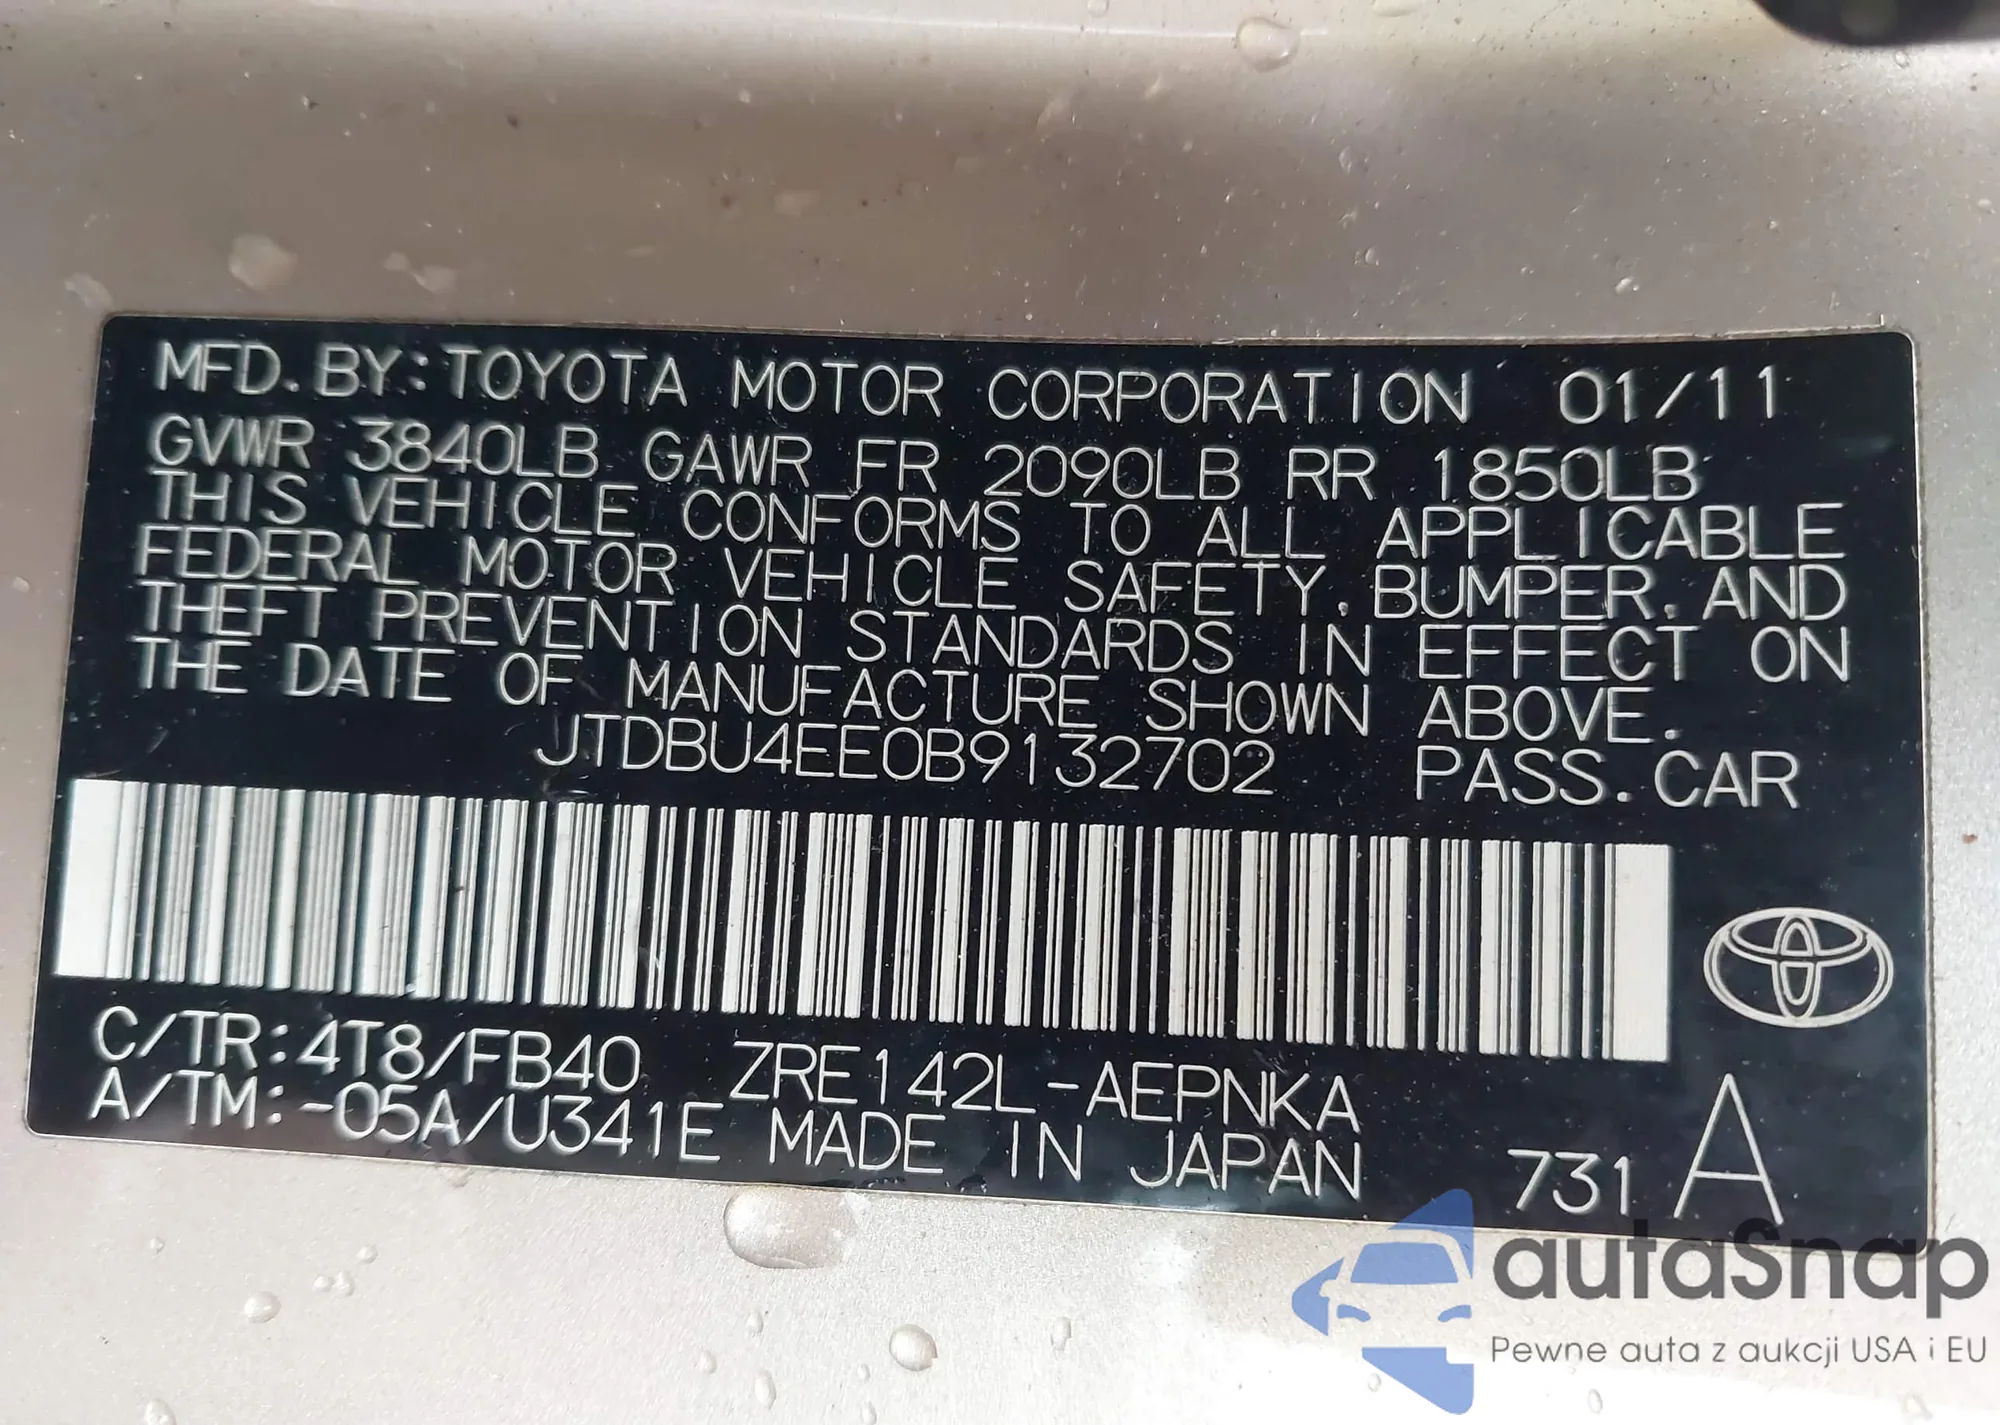 MFD. BY: TOYOTA MOTOR CORPORATION 01/11
GVWR 3840LB GAWR FR 2090LB RR 1850LB
THIS VEHICLE CONFORMS TO ALL APPLICABLE
FEDERAL MOTOR VEHICLE SAFETY, BUMPER, AND
THEFT PREVENTION STANDARDS IN EFFECT ON
THE DATE OF MANUFACTURE SHOWN ABOVE.
JTDBU4EE0B9132702 PASS. CAR
C/TR: 4T8/FB40 ZRE142L-AEPNKA
A/TM: -05A/U341E MADE IN JAPAN 731 A
autaSnap
Pewne auta z aukcji USA i EU